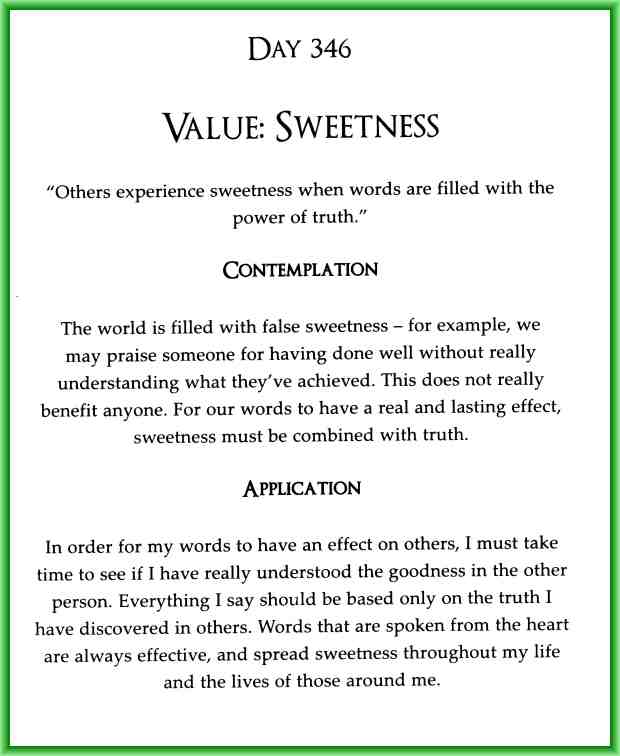 DAY 346
VALUE: SWEETNESS
“Others experience sweetness when words are filled with the
power of truth.”
CONTEMPLATION
The world is filled with false sweetness – for example, we
may praise someone for having done well without really
understanding what they’ve achieved. This does not really
benefit anyone. For our words to have a real and lasting effect,
sweetness must be combined with truth.
APPLICATION
In order for my words to have an effect on others, I must take
time to see if I have really understood the goodness in the other
person. Everything I say should be based only on the truth I
have discovered in others. Words that are spoken from the heart
are always effective, and spread sweetness throughout my life
and the lives of those around me.